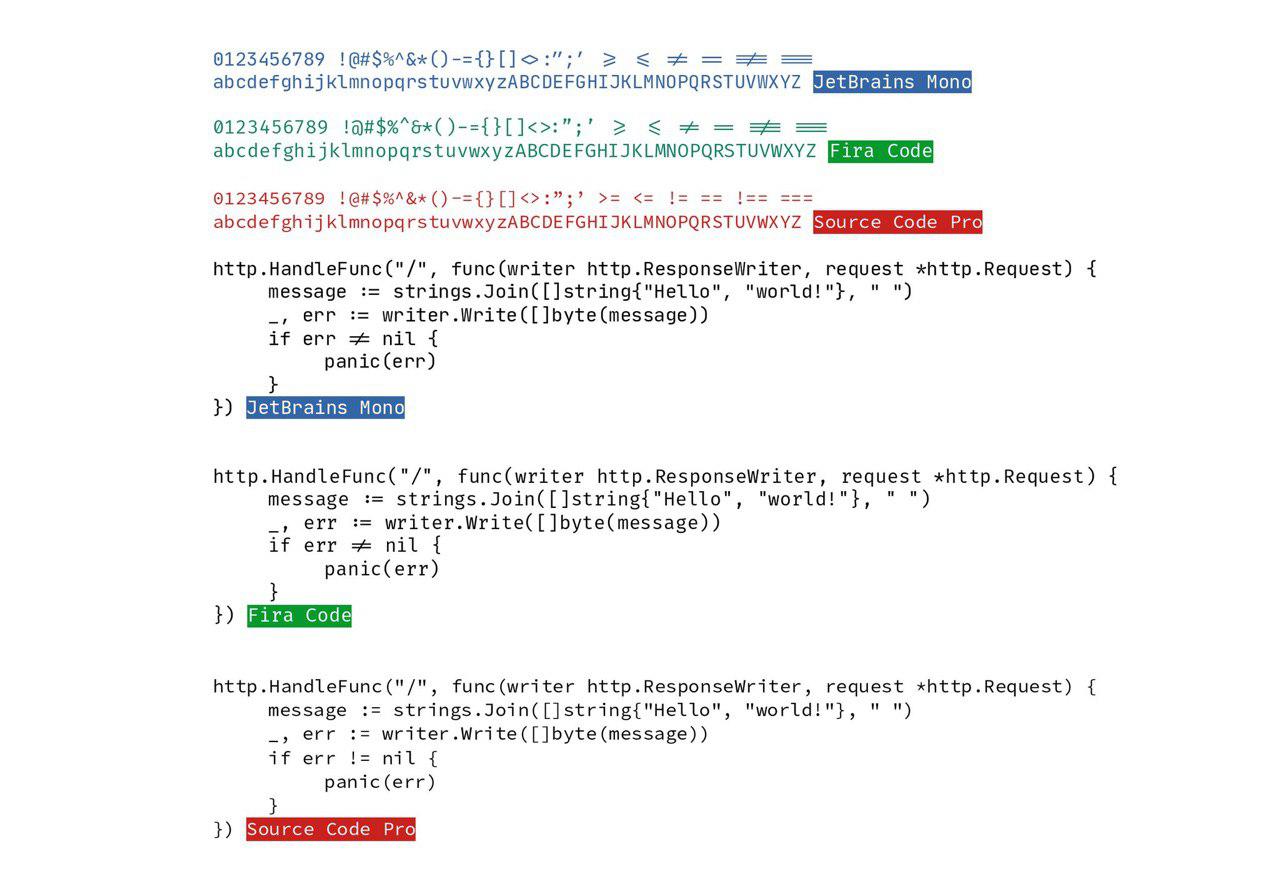 0123456789 !@#$%^&*()-={}[]<>:”;’ ⩾ ⩽ ≠ == ≢ ≡
abcdefghijklmnopqrstuvwxyzABCDEFGHIJKLMNOPQRSTUVWXYZ JetBrains Mono
0123456789 !@#$%^&*()-={}[]<>:”;’ ⩾ ⩽ ≠ == ≢ ≡
abcdefghijklmnopqrstuvwxyzABCDEFGHIJKLMNOPQRSTUVWXYZ Fira Code
0123456789 !@#$%^&*()-={}[]<>:”;’ >= <= != == !== ===
abcdefghijklmnopqrstuvwxyzABCDEFGHIJKLMNOPQRSTUVWXYZ Source Code Pro
http.HandleFunc("/", func(writer http.ResponseWriter, request *http.Request) {
message := strings.Join([]string{"Hello", "world!"}, " ")
_, err := writer.Write([]byte(message))
if err ≠ nil {
panic(err)
}
}) JetBrains Mono
http.HandleFunc("/", func(writer http.ResponseWriter, request *http.Request) {
message := strings.Join([]string{"Hello", "world!"}, " ")
_, err := writer.Write([]byte(message))
if err ≠ nil {
panic(err)
}
}) Fira Code
http.HandleFunc("/", func(writer http.ResponseWriter, request *http.Request) {
message := strings.Join([]string{"Hello", "world!"}, " ")
_, err := writer.Write([]byte(message))
if err != nil {
panic(err)
}
}) Source Code Pro